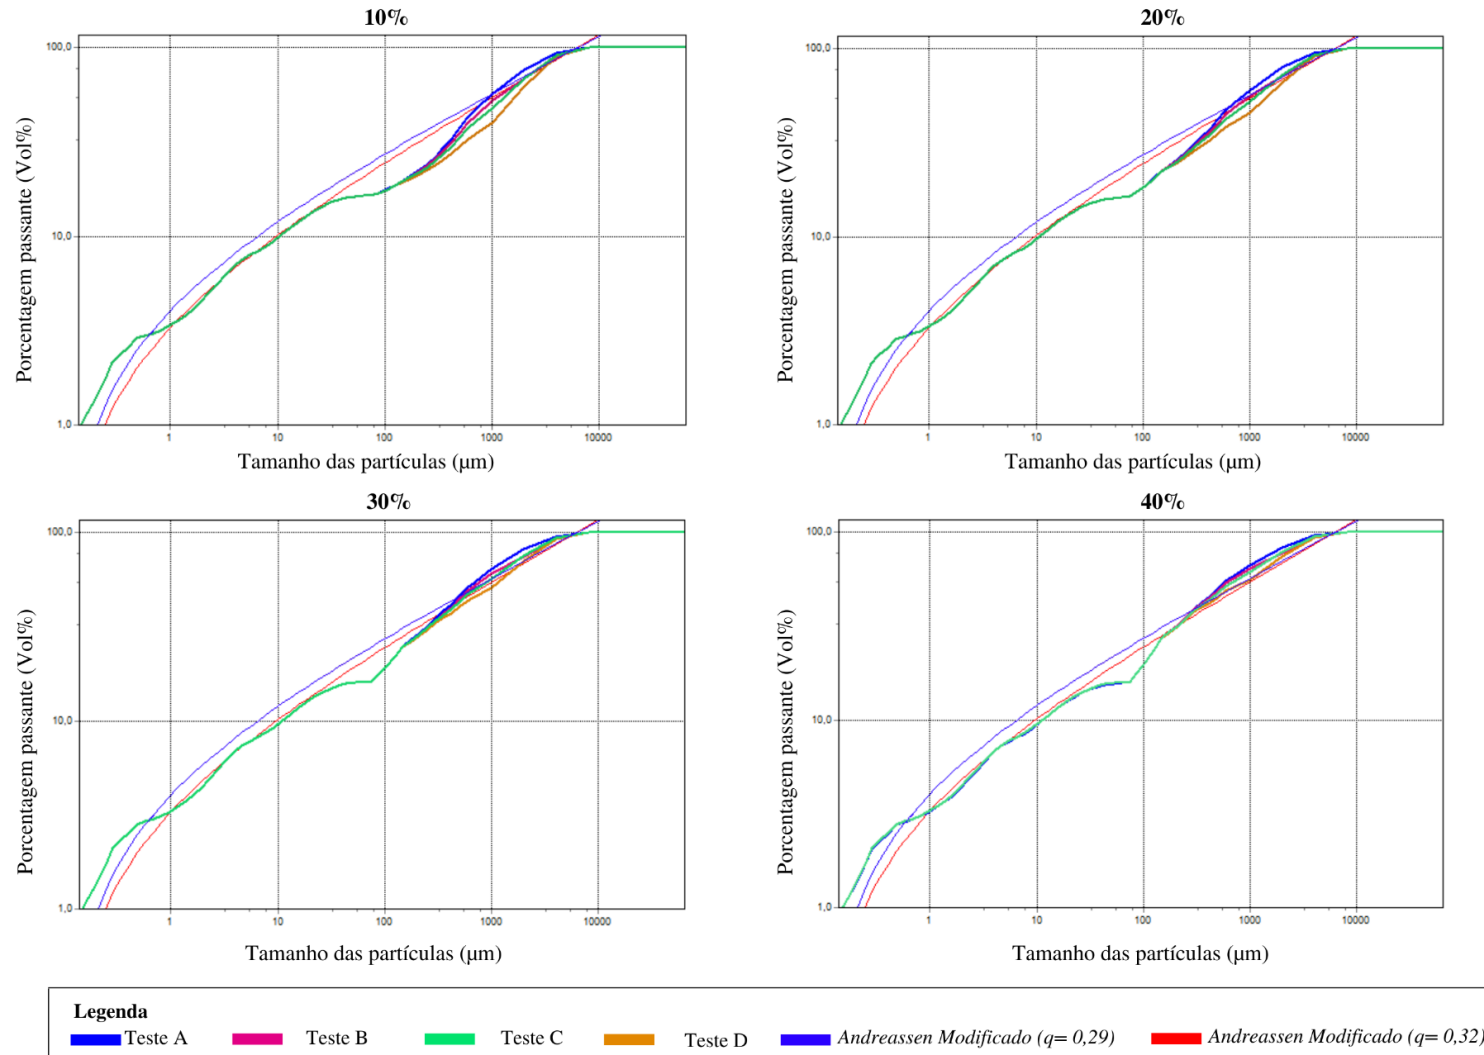 10%
100,0
10,0
1,0
1 10 100 1000 10000
Porcentagem passante (Vol%)
Tamanho das partículas (µm)
20%
100,0
10,0
1,0
1 10 100 1000 10000
Porcentagem passante (Vol%)
Tamanho das partículas (µm)
30%
100,0
10,0
1,0
1 10 100 1000 10000
Porcentagem passante (Vol%)
Tamanho das partículas (µm)
40%
100,0
10,0
1,0
1 10 100 1000 10000
Porcentagem passante (Vol%)
Tamanho das partículas (µm)
Legenda
Teste A Teste B Teste C Teste D Andreassen Modificado (q= 0,29) Andreassen Modificado (q= 0,32)